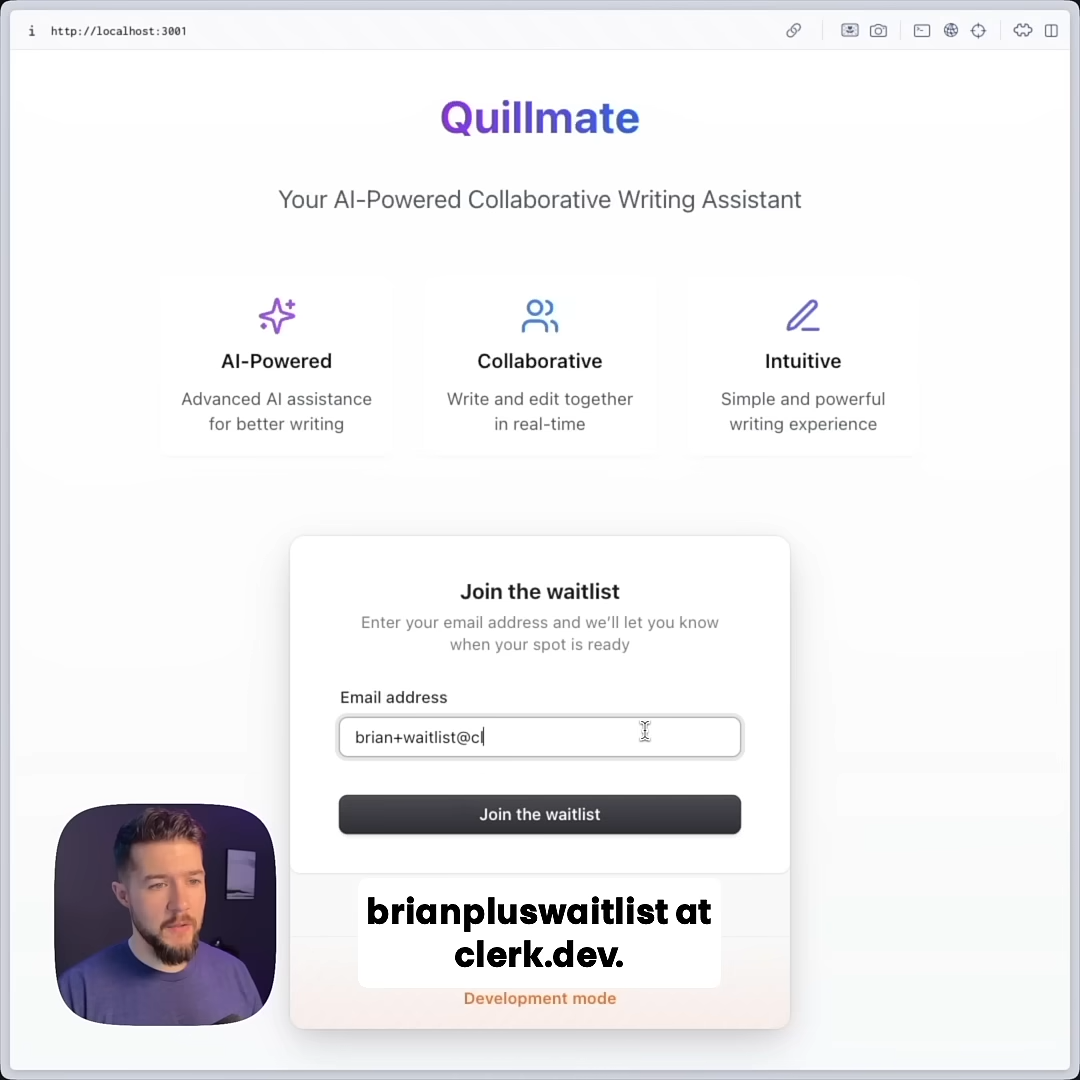 http://localhost:3001
Quillmate
Your AI-Powered Collaborative Writing Assistant
AI-Powered
Advanced AI assistance
for better writing
Collaborative
Write and edit together
in real-time
Intuitive
Simple and powerful
writing experience
Join the waitlist
Enter your email address and we'll let you know
when your spot is ready
Email address
brian+waitlist@cl
Join the waitlist
brianpluswaitlist at
clerk.dev.
Development mode